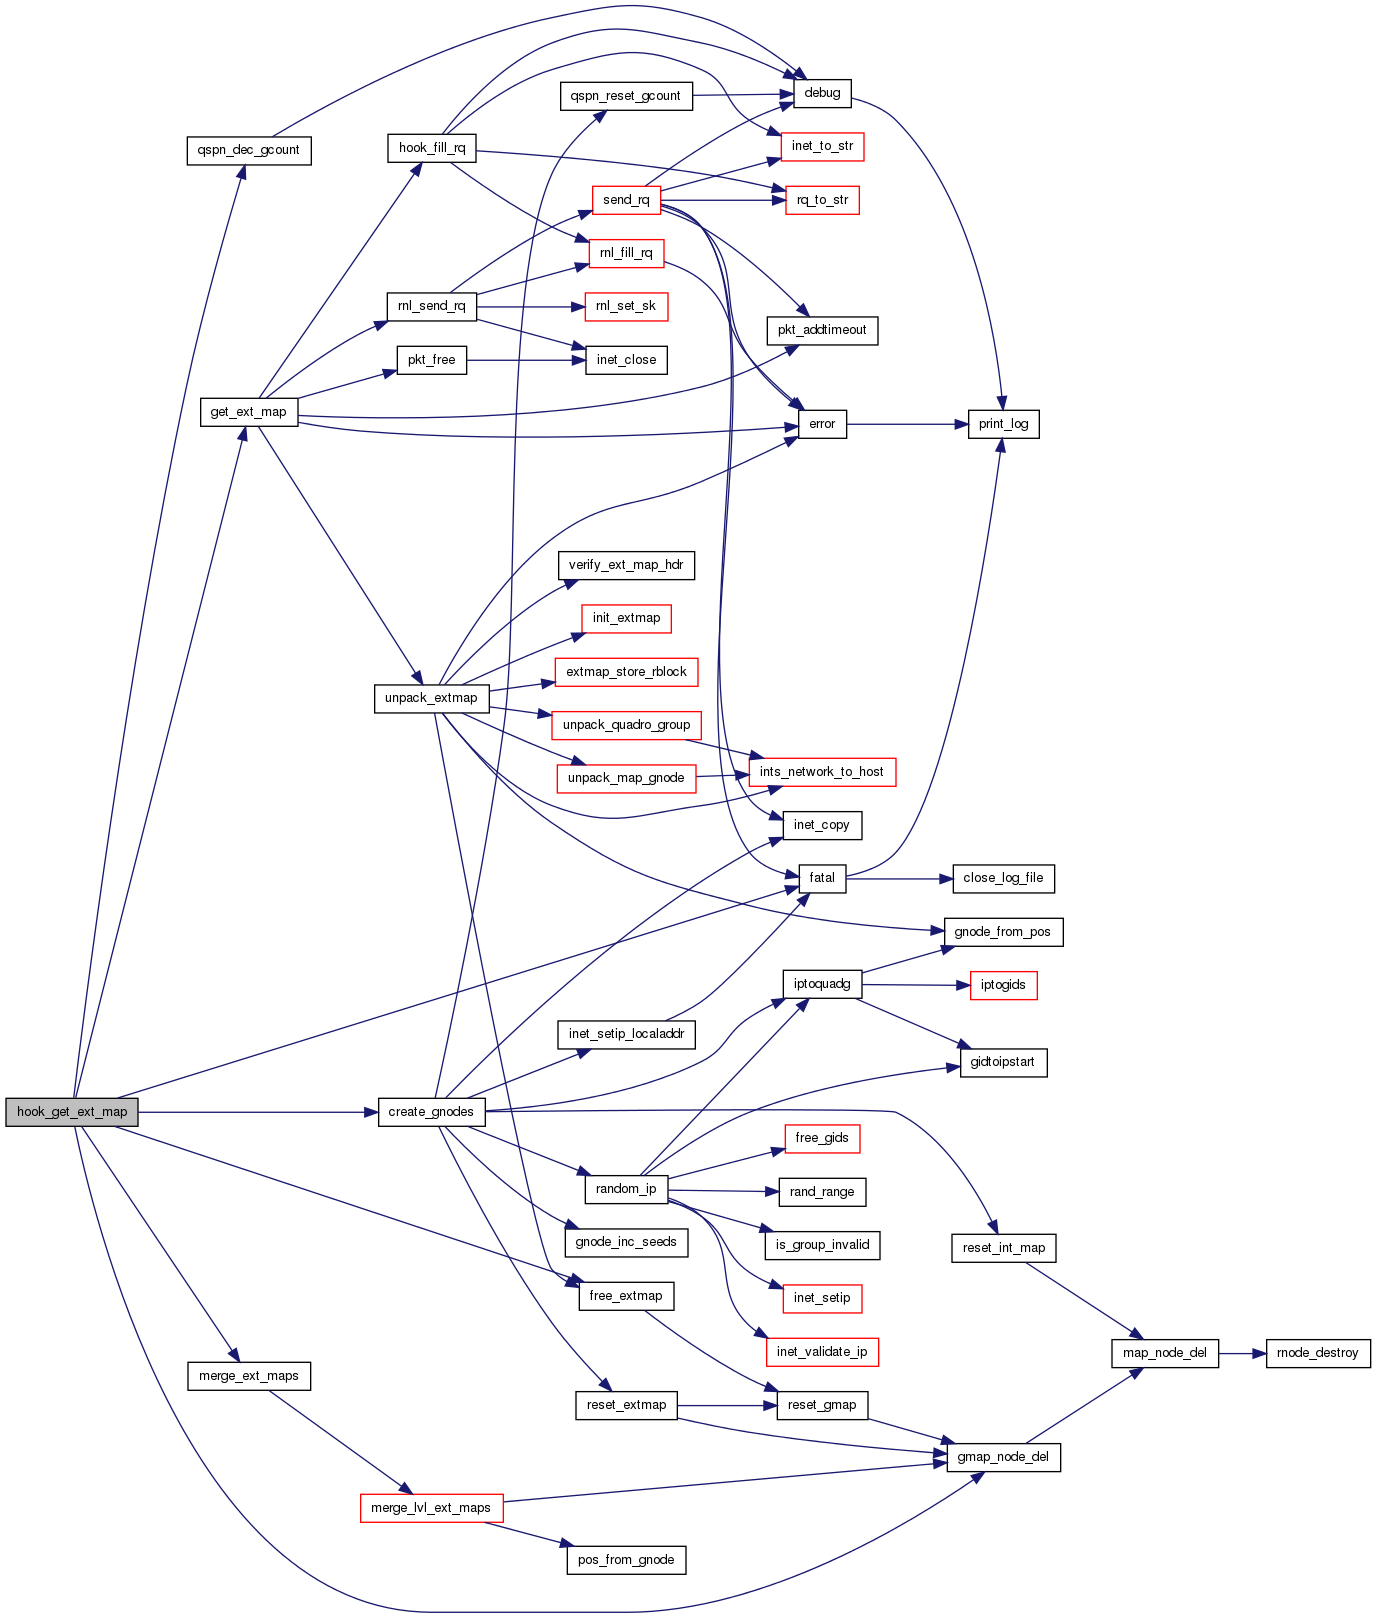 debug
qspn_reset_gcount
inet_to_str
hook_fill_rq
qspn_dec_gcount
send_rq
rq_to_str
rnl_fill_rq
rnl_send_rq
rnl_set_sk
pkt_addtimeout
pkt_free
inet_close
get_ext_map
error
print_log
verify_ext_map_hdr
init_extmap
extmap_store_rblock
unpack_extmap
unpack_quadro_group
unpack_map_gnode
ints_network_to_host
inet_copy
fatal
close_log_file
gnode_from_pos
iptoquadg
iptogids
inet_setip_localaddr
gidtoipstart
hook_get_ext_map
create_gnodes
free_gids
random_ip
rand_range
gnode_inc_seeds
is_group_invalid
reset_int_map
free_extmap
inet_setip
inet_validate_ip
map_node_del
rnode_destroy
merge_ext_maps
reset_extmap
reset_gmap
gmap_node_del
merge_lvl_ext_maps
pos_from_gnode